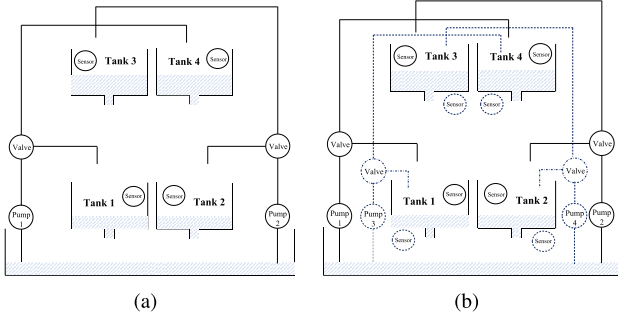 Sensor
Tank 3
Tank 4
Sensor
Valve
Valve
Tank 1
Sensor
Sensor
Tank 2
Pump
1
Pump
2
(a)
Sensor
Tank 3
Tank 4
Sensor
Sensor
Sensor
Valve
Valve
Valve
Valve
Tank 1
Sensor
Sensor
Tank 2
Pump
1
Pump
3
Pump
4
Pump
2
Sensor
Sensor
(b)